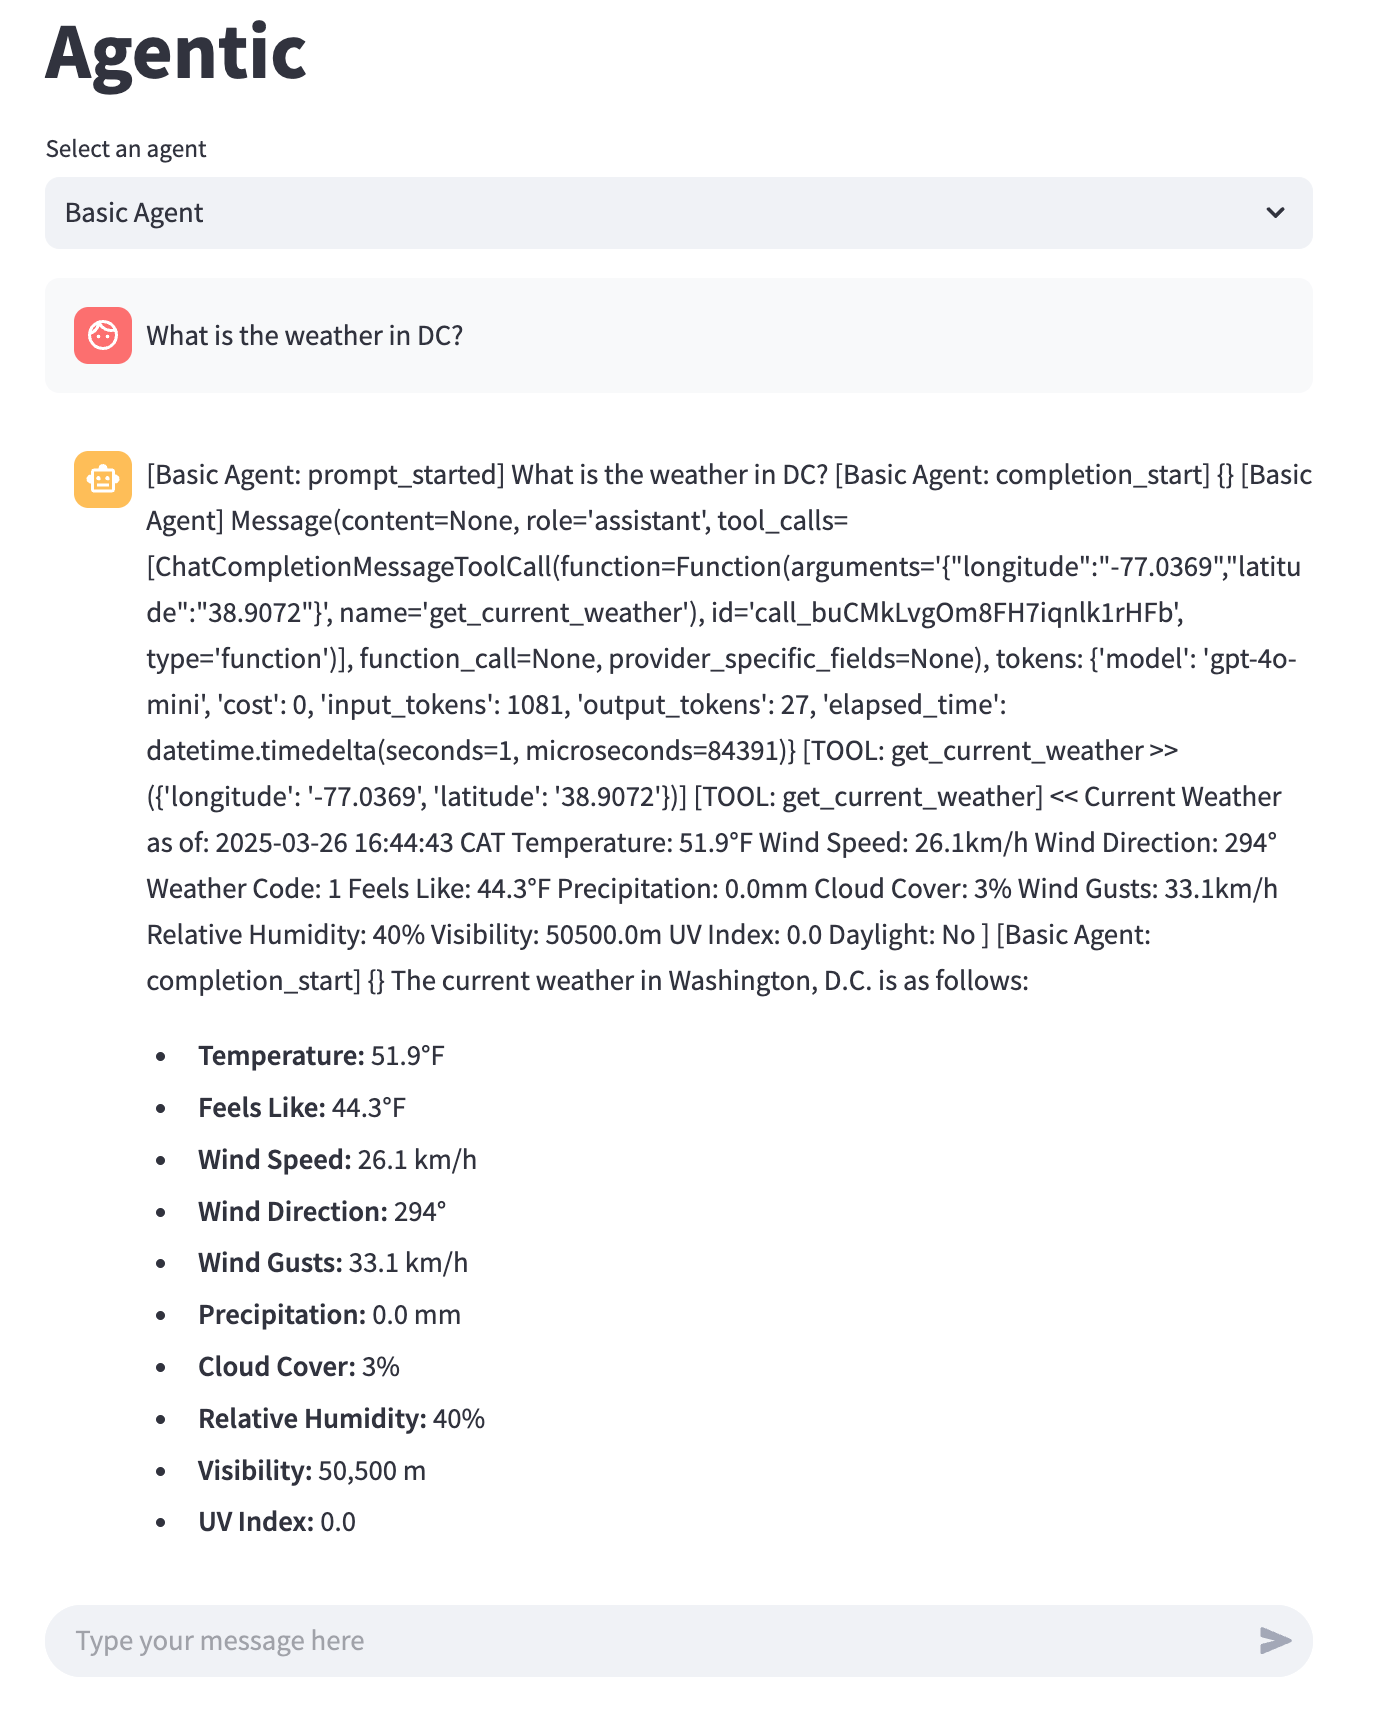 Agentic
Select an agent
Basic Agent
What is the weather in DC?
[Basic Agent: prompt_started] What is the weather in DC? [Basic Agent: completion_start] {} [Basic
Agent] Message(content=None, role='assistant', tool_calls=
[ChatCompletionMessageToolCall(function=Function(arguments='{"longitude":"-77.0369","latitu
de":"38.9072"}', name='get_current_weather'), id='call_buCMkLvgOm8FH7iqnlk1rHFb',
type='function')], function_call=None, provider_specific_fields=None), tokens: {'model': 'gpt-4o-
mini', 'cost': 0, 'input_tokens': 1081, 'output_tokens': 27, 'elapsed_time':
datetime.timedelta(seconds=1, microseconds=84391)} [TOOL: get_current_weather >>
({'longitude': '-77.0369', 'latitude': '38.9072'})] [TOOL: get_current_weather] << Current Weather
as of: 2025-03-26 16:44:43 CAT Temperature: 51.9°F Wind Speed: 26.1km/h Wind Direction: 294°
Weather Code: 1 Feels Like: 44.3°F Precipitation: 0.0mm Cloud Cover: 3% Wind Gusts: 33.1km/h
Relative Humidity: 40% Visibility: 50500.0m UV Index: 0.0 Daylight: No ] [Basic Agent:
completion_start] {} The current weather in Washington, D.C. is as follows:
• Temperature: 51.9°F
• Feels Like: 44.3°F
• Wind Speed: 26.1 km/h
• Wind Direction: 294°
• Wind Gusts: 33.1 km/h
• Precipitation: 0.0 mm
• Cloud Cover: 3%
• Relative Humidity: 40%
• Visibility: 50,500 m
• UV Index: 0.0
Type your message here